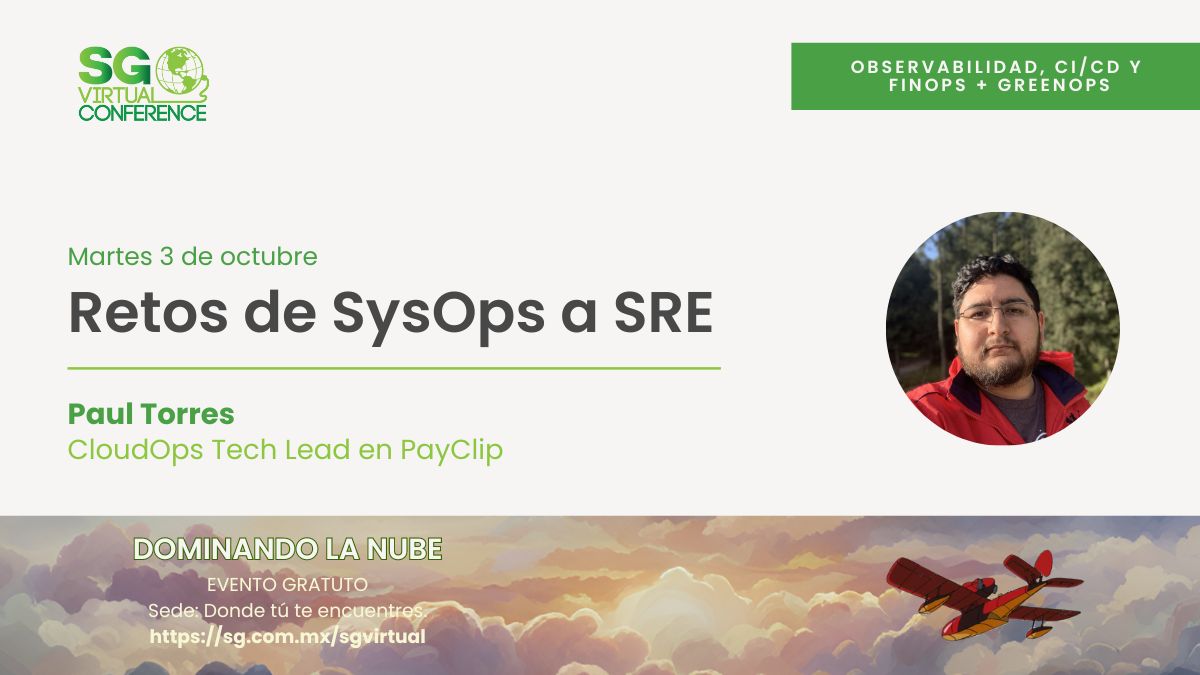 SG
VIRTUAL
CONFERENCE
OBSERVABILIDAD, CI/CD Y
FINOPS + GREENOPS
Martes 3 de octubre
Retos de SysOps a SRE
Paul Torres
CloudOps Tech Lead en PayClip
DOMINANDO LA NUBE
EVENTO GRATUTO
Sede: Donde tú te encuentros.
https://sg.com.mx/sgvirtual